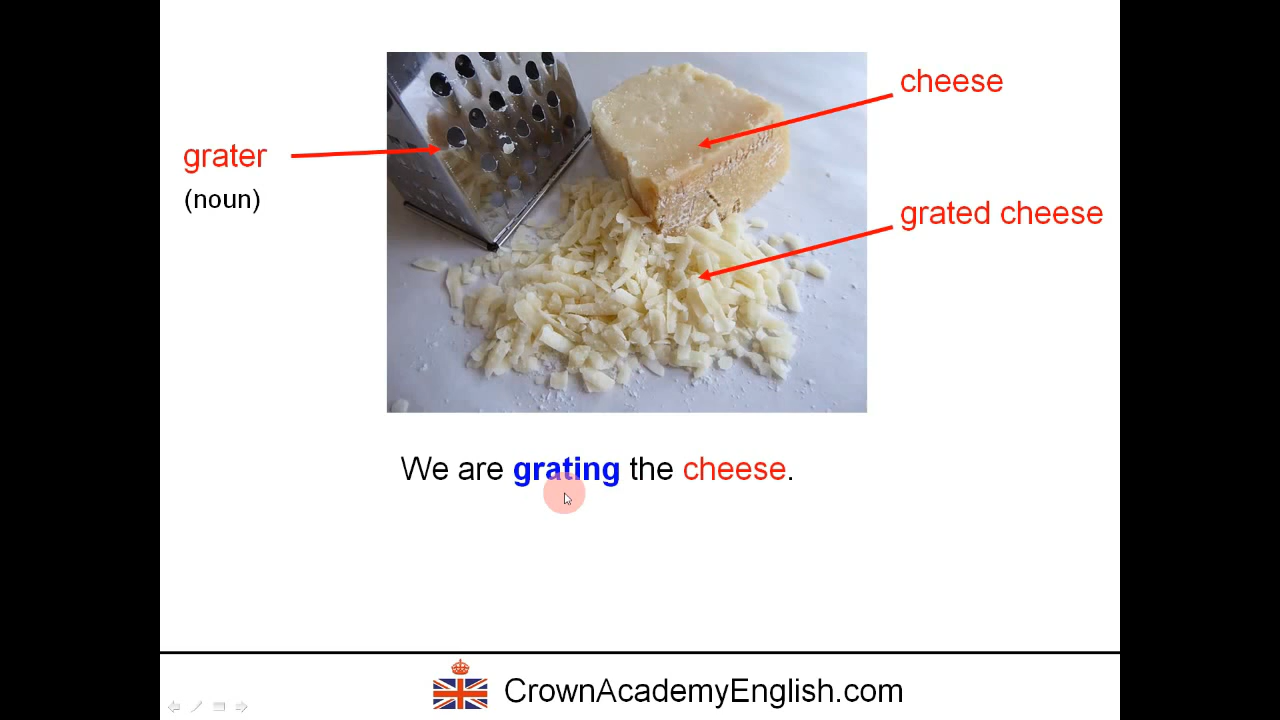 cheese
grater
(noun)
grated cheese
We are grating the cheese.
CrownAcademyEnglish.com